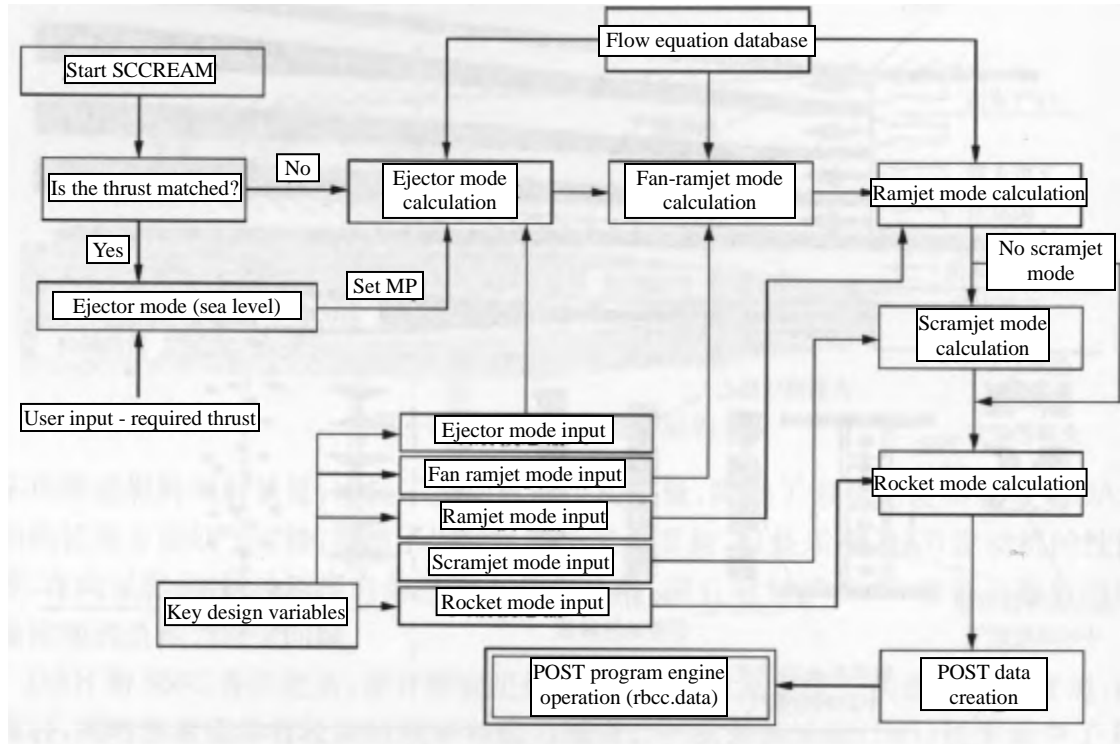 Flow equation database
Start SCCREAM
Is the thrust matched?
No
Ejector mode
calculation
Fan-ramjet mode
calculation
Ramjet mode calculation
Yes
No scramjet
mode
Set MP
Ejector mode (sea level)
Scramjet mode
calculation
User input - required thrust
Ejector mode input
Fan ramjet mode input
Ramjet mode input
Scramjet mode input
Rocket mode input
Key design variables
Rocket mode calculation
POST program engine
operation (rbcc.data)
POST data
creation